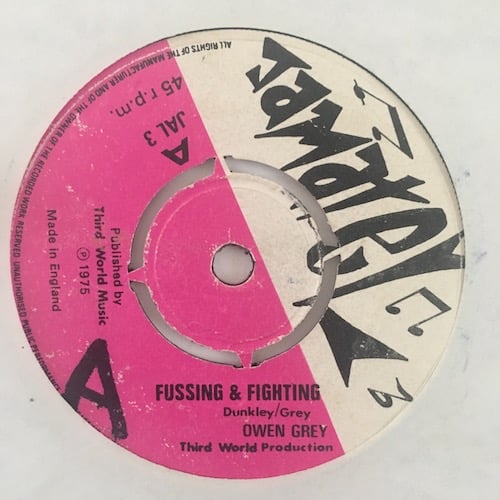 JAMATEL
ALL RIGHTS OF THE MANUFACTURER AND OF THE OWNER OF THE RECORDED WORK RESERVED. UNAUTHORISED PUBLIC PERFORMANCE
45 r.p.m.
A
JAL 3
Published by
Third World Music
℗ 1975
Made in England
A
FUSSING & FIGHTING
Dunkley/Grey
OWEN GREY
Third World Production